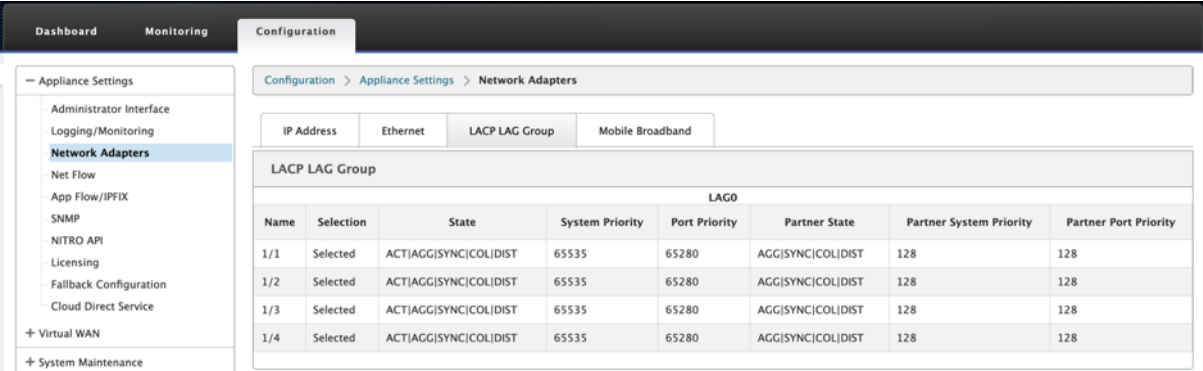 Dashboard Monitoring Configuration
— Appliance Settings
Administrator Interface
Logging/Monitoring
Network Adapters
Net Flow
App Flow/IPFIX
SNMP
NITRO API
Licensing
Fallback Configuration
Cloud Direct Service
+ Virtual WAN
+ System Maintenance
Configuration > Appliance Settings > Network Adapters
IP Address Ethernet LACP LAG Group Mobile Broadband
LACP LAG Group
LAG0
Name Selection State System Priority Port Priority Partner State Partner System Priority Partner Port Priority
1/1 Selected ACT|AGG|SYNC|COL|DIST 65535 65280 AGG|SYNC|COL|DIST 128 128
1/2 Selected ACT|AGG|SYNC|COL|DIST 65535 65280 AGG|SYNC|COL|DIST 128 128
1/3 Selected ACT|AGG|SYNC|COL|DIST 65535 65280 AGG|SYNC|COL|DIST 128 128
1/4 Selected ACT|AGG|SYNC|COL|DIST 65535 65280 AGG|SYNC|COL|DIST 128 128